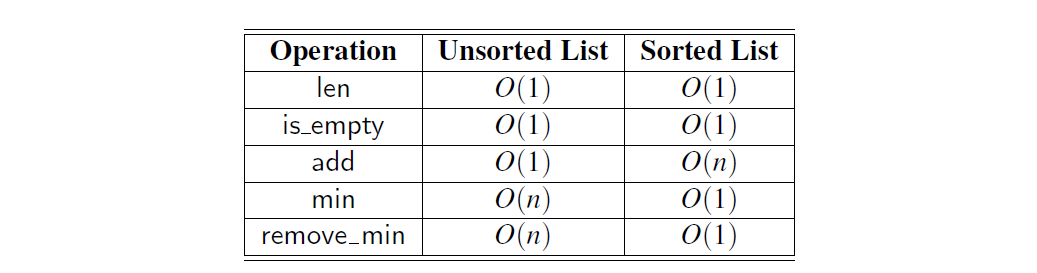 Operation Unsorted List Sorted List
len O(1) O(1)
is_empty O(1) O(1)
add O(1) O(n)
min O(n) O(1)
remove_min O(n) O(1)